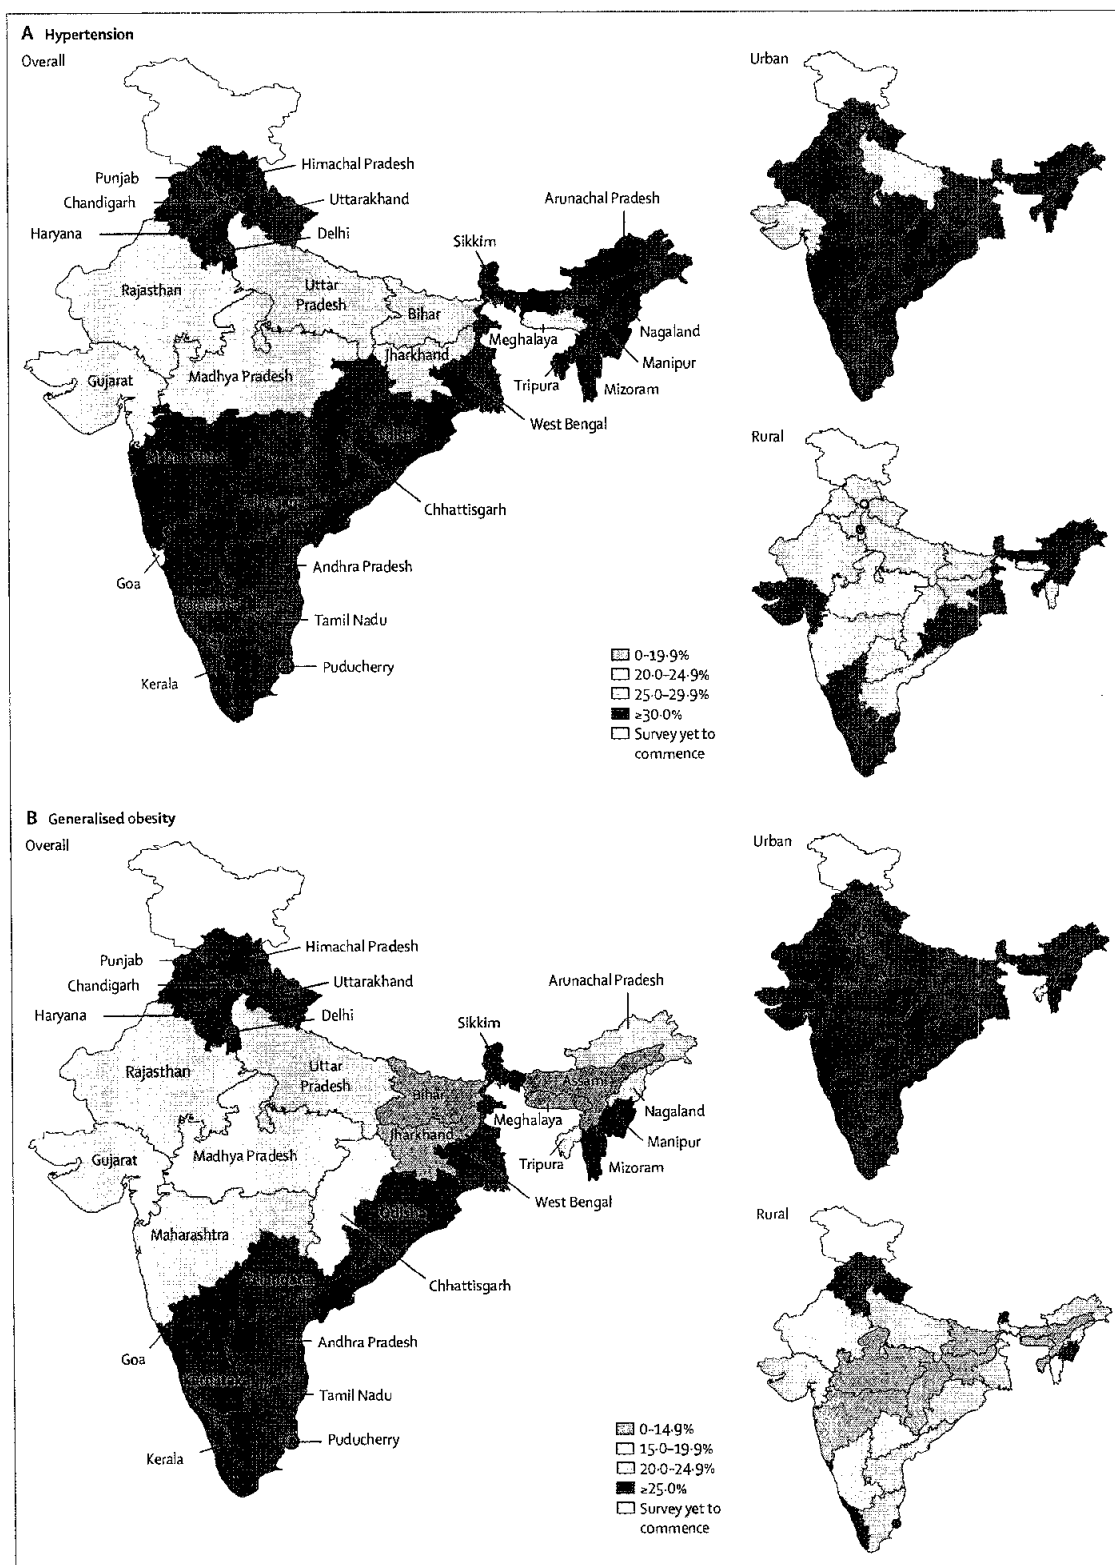 A Hypertension
Overall
Urban
Himachal Pradesh
Punjab
Chandigarh
Uttarakhand
Arunachal Pradesh
Haryana
Delhi
Sikkim
Rajasthan
Uttar
Pradesh
Bihar
Nagaland
Meghalaya
Jharkhand
Manipur
Gujarat
Madhya Pradesh
Tripura
Mizoram
West Bengal
Rural
Chhattisgarh
Goa
Andhra Pradesh
Tamil Nadu
Puducherry
Kerala
0–19·9%
20·0–24·9%
25·0–29·9%
≥30·0%
Survey yet to
commence
B Generalised obesity
Overall
Urban
Himachal Pradesh
Punjab
Chandigarh
Uttarakhand
Arunachal Pradesh
Haryana
Delhi
Sikkim
Rajasthan
Uttar
Pradesh
Assam
Bihar
Nagaland
Meghalaya
Jharkhand
Manipur
Gujarat
Madhya Pradesh
Tripura
Mizoram
West Bengal
Odisha
Rural
Maharashtra
Chhattisgarh
Telangana
Goa
Andhra Pradesh
Karnataka
Tamil Nadu
Puducherry
Kerala
0–14·9%
15·0–19·9%
20·0–24·9%
≥25·0%
Survey yet to
commence